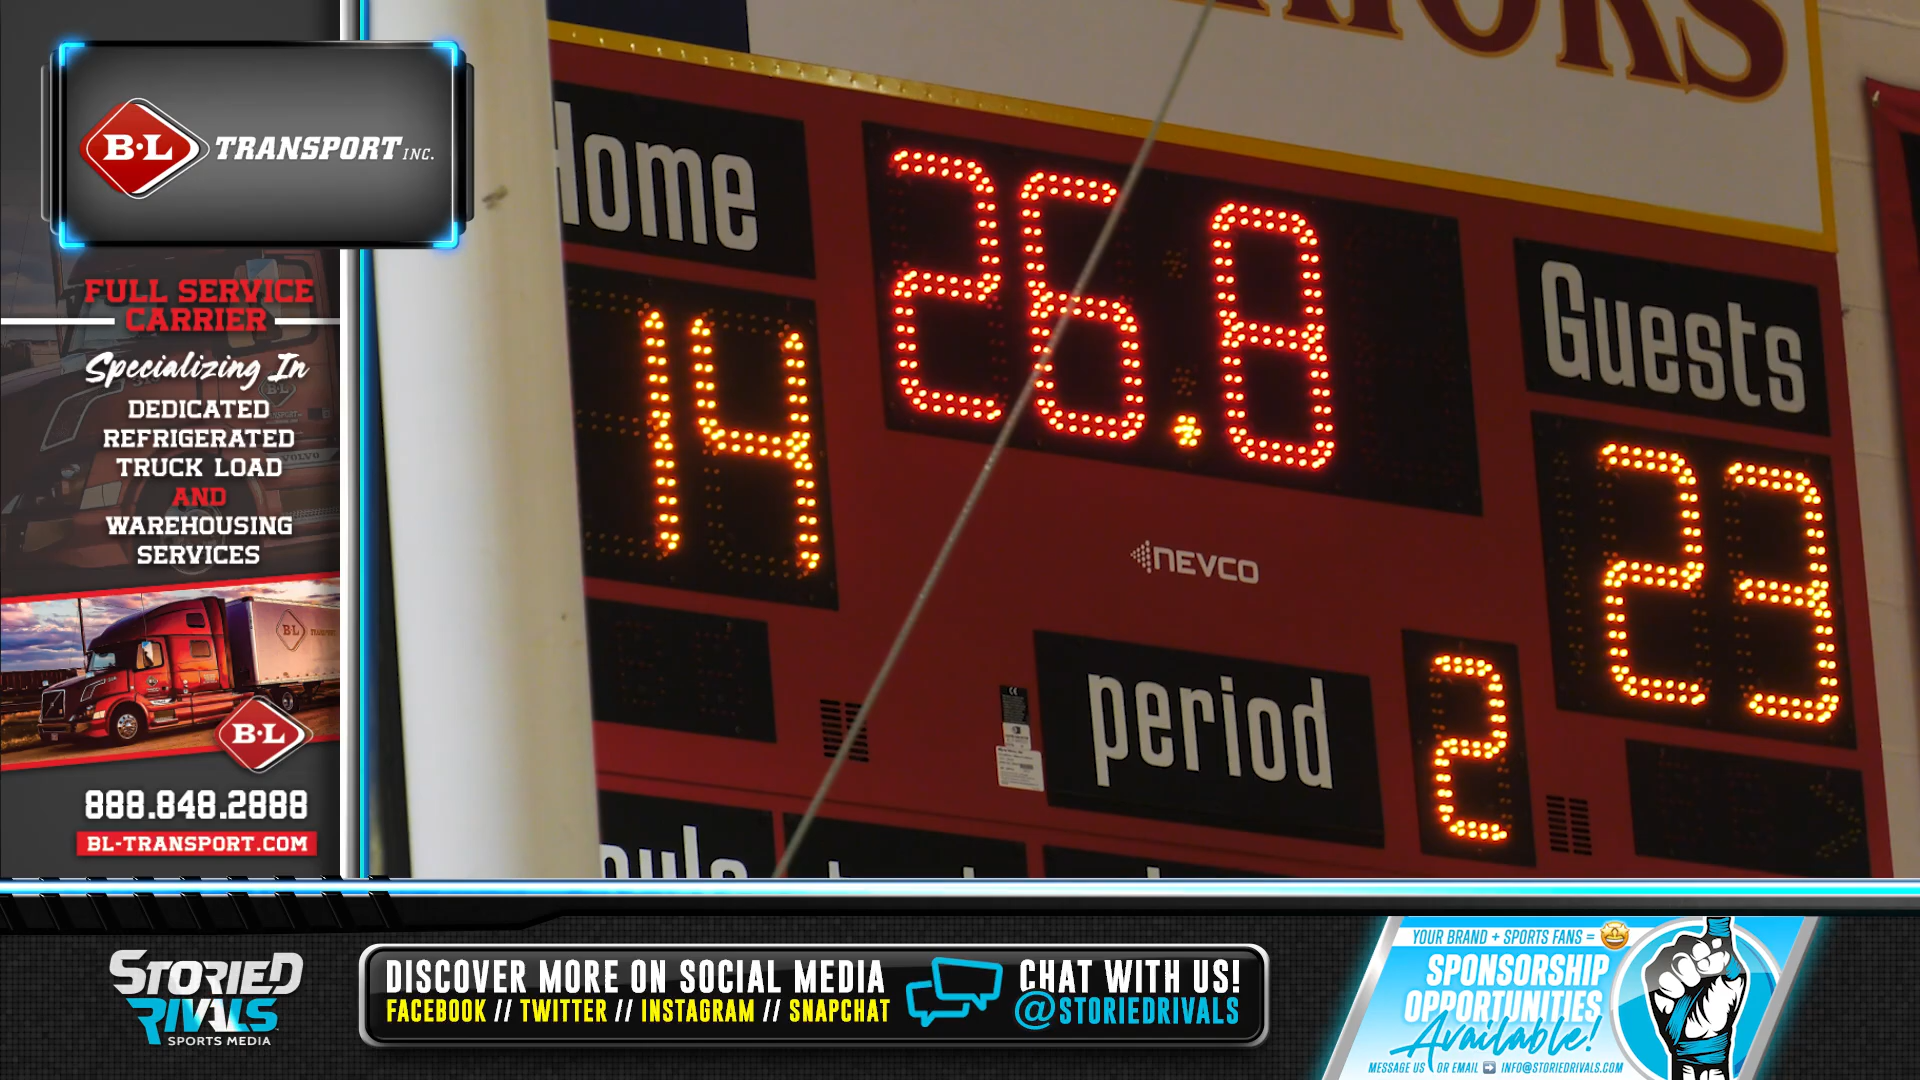 B·L TRANSPORT INC.
FULL SERVICE
CARRIER
Specializing In
DEDICATED
REFRIGERATED
TRUCK LOAD
AND
WAREHOUSING
SERVICES
B·L
888.848.2888
BL-TRANSPORT.COM
Home
26.8
Guests
14
23
NEVCO
period
2
STORIED
RIVALS
SPORTS MEDIA
DISCOVER MORE ON SOCIAL MEDIA
FACEBOOK // TWITTER // INSTAGRAM // SNAPCHAT
CHAT WITH US!
@STORIEDRIVALS
YOUR BRAND + SPORTS FANS = 🤩
SPONSORSHIP
OPPORTUNITIES
Available!
MESSAGE US OR EMAIL ➡ INFO@STORIEDRIVALS.COM